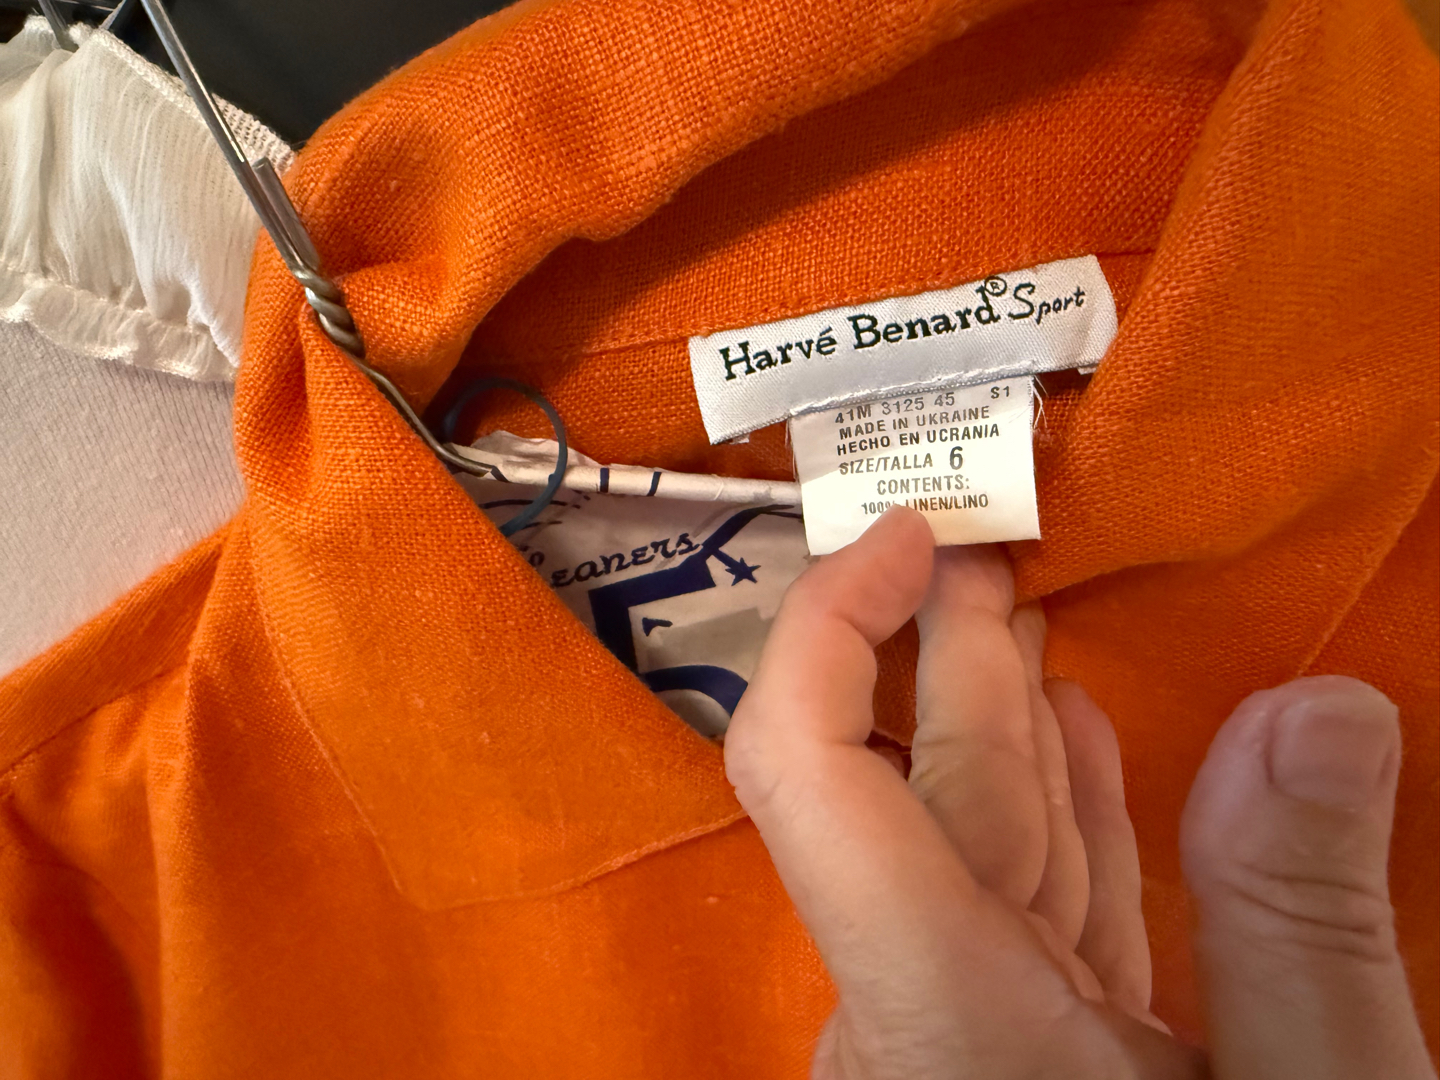 Harvé Benard® Sport
41M 3125 45 S1
MADE IN UKRAINE
HECHO EN UCRANIA
SIZE/TALLA 6
CONTENTS:
100% LINEN/LINO